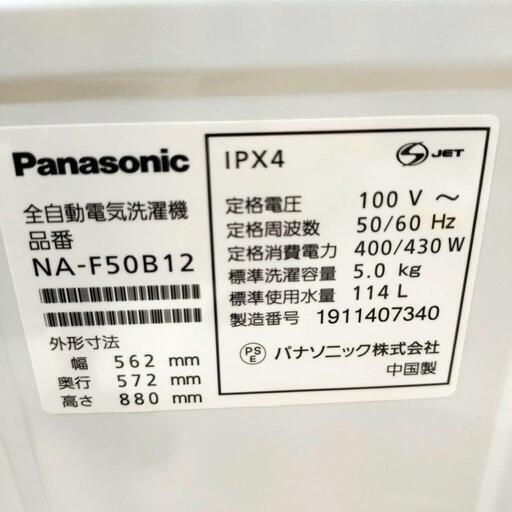 Panasonic
全自動電気洗濯機
品番
NA-F50B12
外形寸法
幅 562 mm
奥行 572 mm
高さ 880 mm
IPX4
S JET
定格電圧 100 V ～
定格周波数 50/60 Hz
定格消費電力 400/430 W
標準洗濯容量 5.0 kg
標準使用水量 114 L
製造番号 1911407340
PS
E パナソニック株式会社
中国製